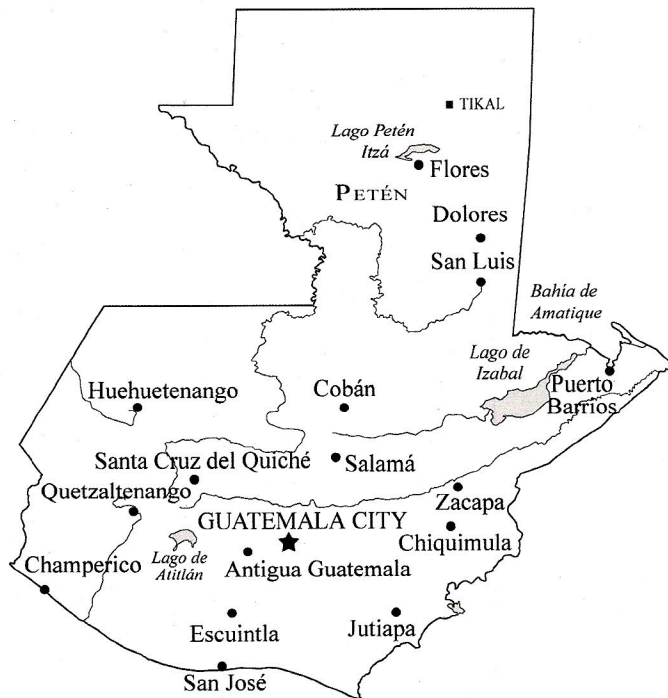 TIKAL
Lago Petén
Itzá
Flores
PETÉN
Dolores
San Luis
Bahía de
Amatique
Lago de
Izabal
Puerto
Barrios
Huehuetenango
Cobán
Santa Cruz del Quiché
Salamá
Quetzaltenango
Zacapa
GUATEMALA CITY
Chiquimula
Lago de
Atitlán
Champerico
Antigua Guatemala
Escuintla
Jutiapa
San José